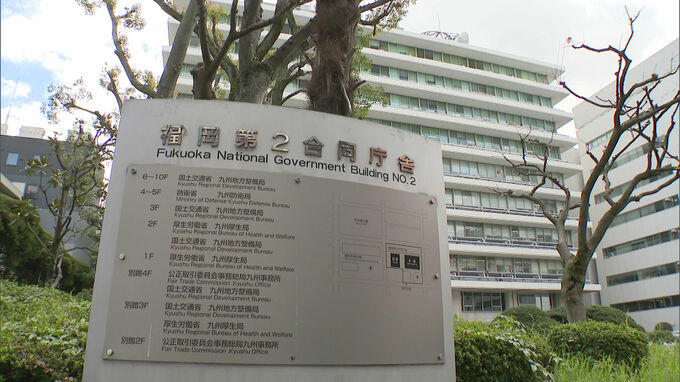 福岡第2合同庁舎
Fukuoka National Government Building NO.2
6～10F 国土交通省 九州地方整備局
Kyushu Regional Development Bureau
4～5F 防衛省 九州防衛局
Ministry of Defense Kyushu Defense Bureau
3F 国土交通省 九州地方整備局
Kyushu Regional Development Bureau
2F 厚生労働省 九州厚生局
Kyushu Regional Bureau of Health and Welfare
国土交通省 九州地方整備局
Kyushu Regional Development Bureau
1F 厚生労働省 九州厚生局
Kyushu Regional Bureau of Health and Welfare
別館4F 公正取引委員会事務総局九州事務所
Fair Trade Commission ,Kyushu Office
国土交通省 九州地方整備局
Kyushu Regional Development Bureau
別館3F 国土交通省 九州地方整備局
Kyushu Regional Development Bureau
厚生労働省 九州厚生局
Kyushu Regional Bureau of Health and Welfare
別館2F 公正取引委員会事務総局九州事務所
Fair Trade Commission ,Kyushu Office